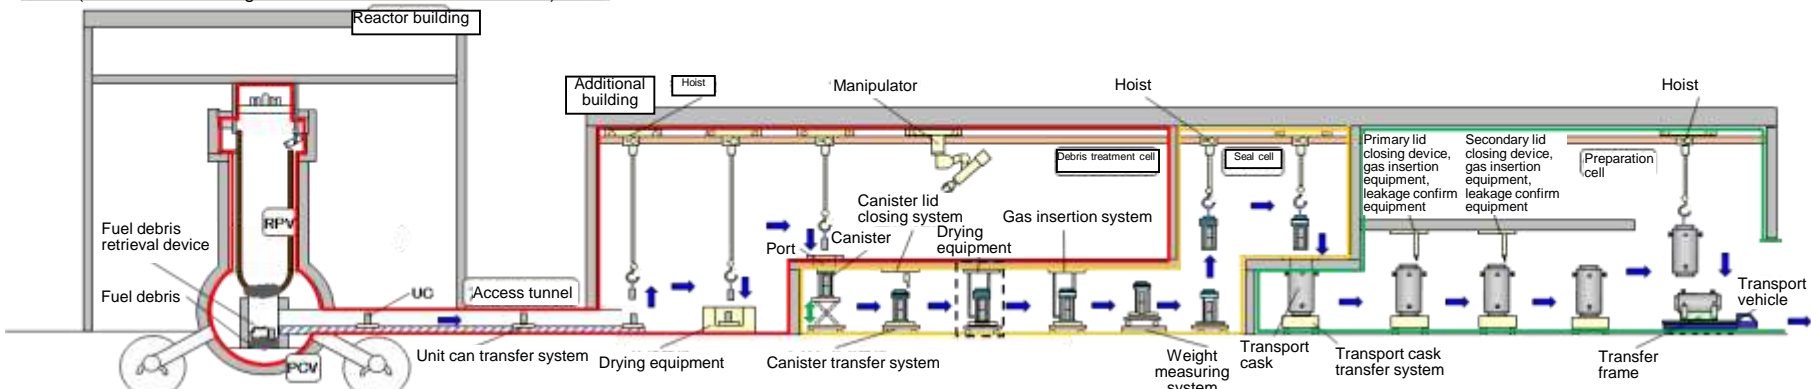 Reactor building
Additional
building
Hoist
Manipulator
Hoist
Hoist
Debris treatment cell
Seal cell
Primary lid
closing device,
gas insertion
equipment,
leakage confirm
equipment
Secondary lid
closing device,
gas insertion
equipment,
leakage confirm
equipment
Preparation
cell
RPV
Fuel debris
retrieval device
Fuel debris
UC
Access tunnel
Port
Canister
Canister lid
closing system
Drying
equipment
Gas insertion system
Transport
vehicle
PCV
Unit can transfer system
Drying equipment
Canister transfer system
Weight
measuring
system
Transport
cask
Transport cask
transfer system
Transfer
frame